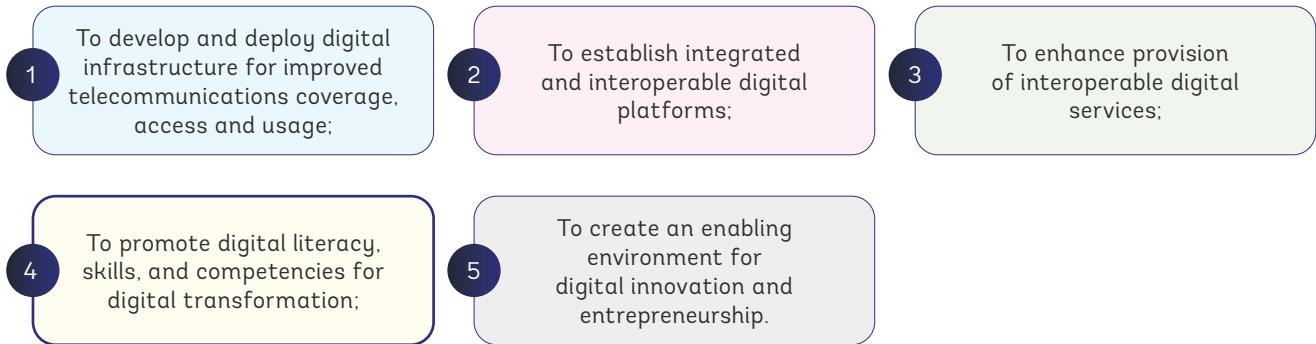 1
To develop and deploy digital
infrastructure for improved
telecommunications coverage,
access and usage;
2
To establish integrated
and interoperable digital
platforms;
3
To enhance provision
of interoperable digital
services;
4
To promote digital literacy,
skills, and competencies for
digital transformation;
5
To create an enabling
environment for
digital innovation and
entrepreneurship.